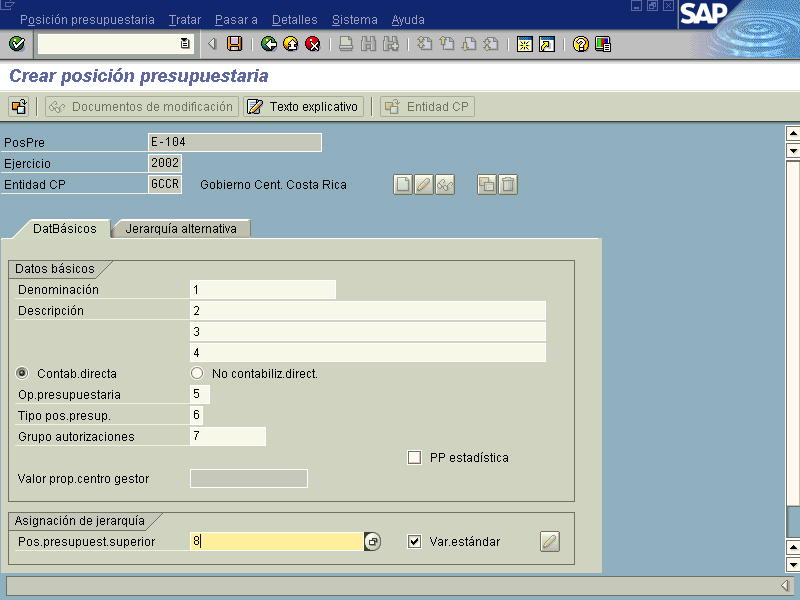 Posición presupuestaria Tratar Pasar a Detalles Sistema Ayuda
SAP
Crear posición presupuestaria
Documentos de modificación Texto explicativo Entidad CP
PosPre E-104
Ejercicio 2002
Entidad CP GCCR Gobierno Cent. Costa Rica
DatBásicos Jerarquía alternativa
Datos básicos
Denominación 1
Descripción 2
3
4
Contab.directa No contabiliz.direct.
Op.presupuestaria 5
Tipo pos.presup. 6
Grupo autorizaciones 7
PP estadística
Valor prop.centro gestor
Asignación de jerarquía
Pos.presupuest.superior 8 Var.estándar